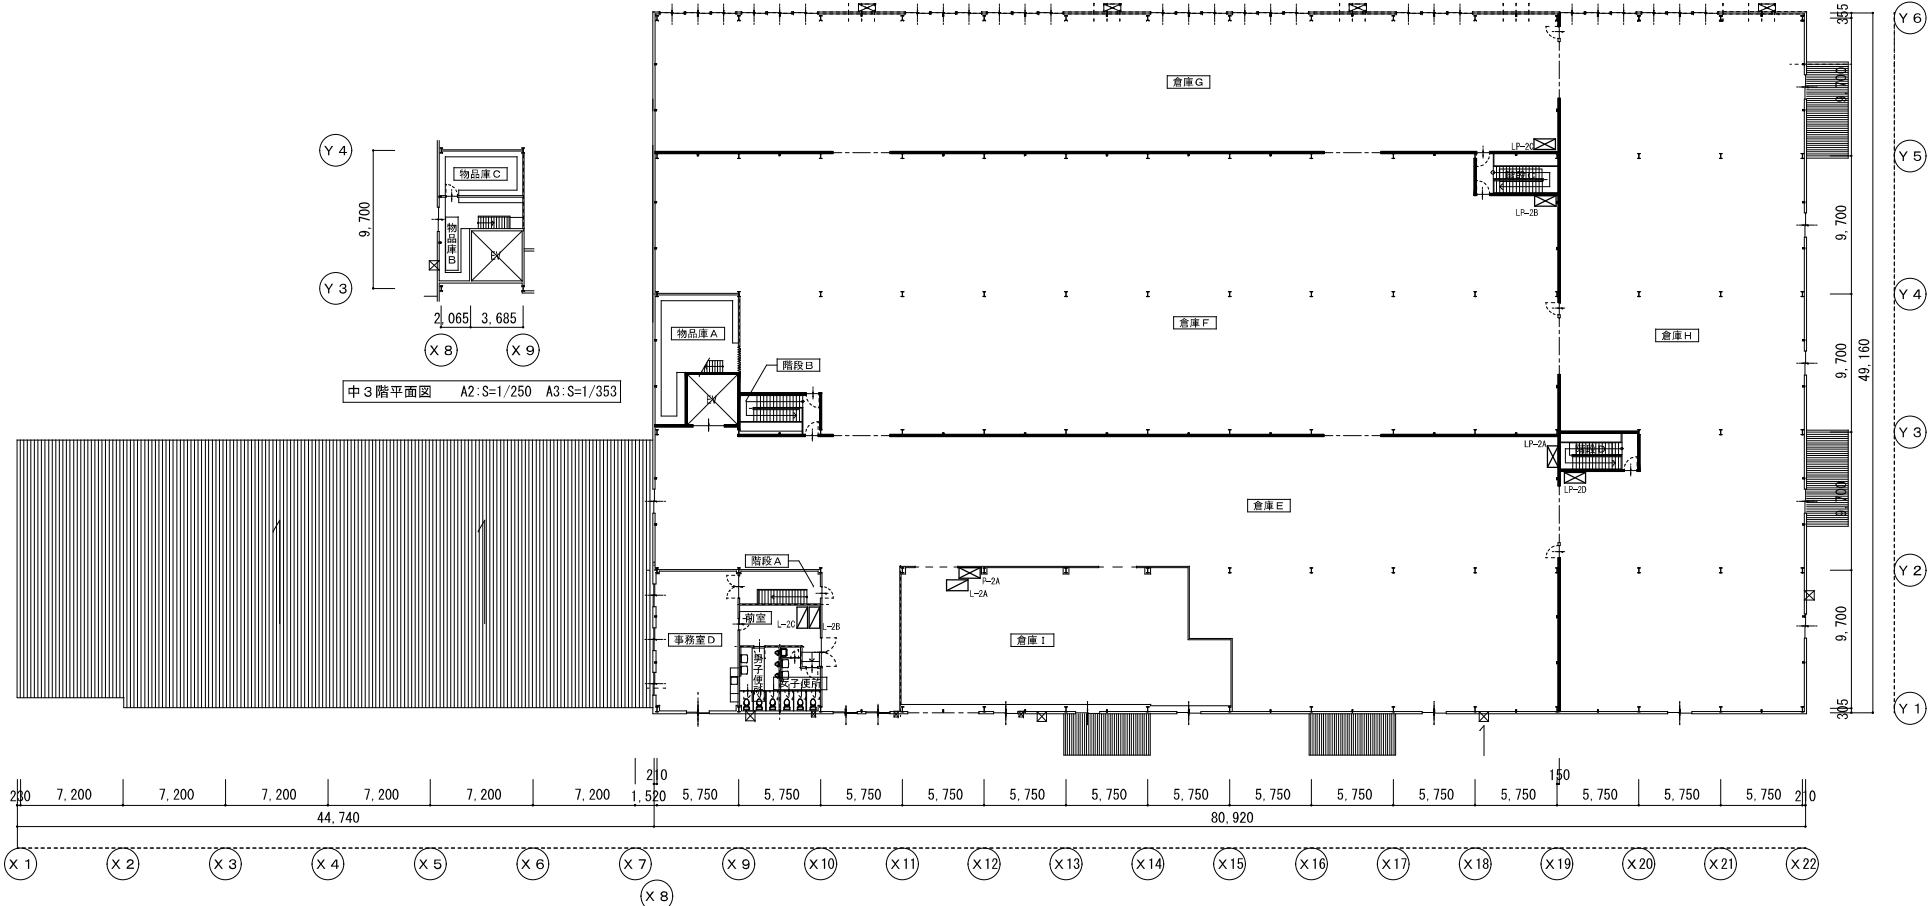 355
Y6
倉庫G
9,700
Y4
物品庫C
LP-2C
Y5
階段C
LP-2B
9,700
物品庫B
EV
9,700
Y3
Y4
2,065
3,685
倉庫F
物品庫A
倉庫H
X8
X9
階段B
9,700
49,160
中3階平面図 A2:S=1/250 A3:S=1/353
EV
Y3
LP-2A
階段D
LP-2D
倉庫E
9,700
階段A
P-2A
Y2
L-2A
前室
L-2C
L-2B
事務室D
倉庫I
9,700
男子便所
女子便所
305
Y1
210
150
230
7,200
7,200
7,200
7,200
7,200
7,200
1,520
5,750
5,750
5,750
5,750
5,750
5,750
5,750
5,750
5,750
5,750
5,750
5,750
5,750
5,750
210
44,740
80,920
X1
X2
X3
X4
X5
X6
X7
X9
X10
X11
X12
X13
X14
X15
X16
X17
X18
X19
X20
X21
X22
X8